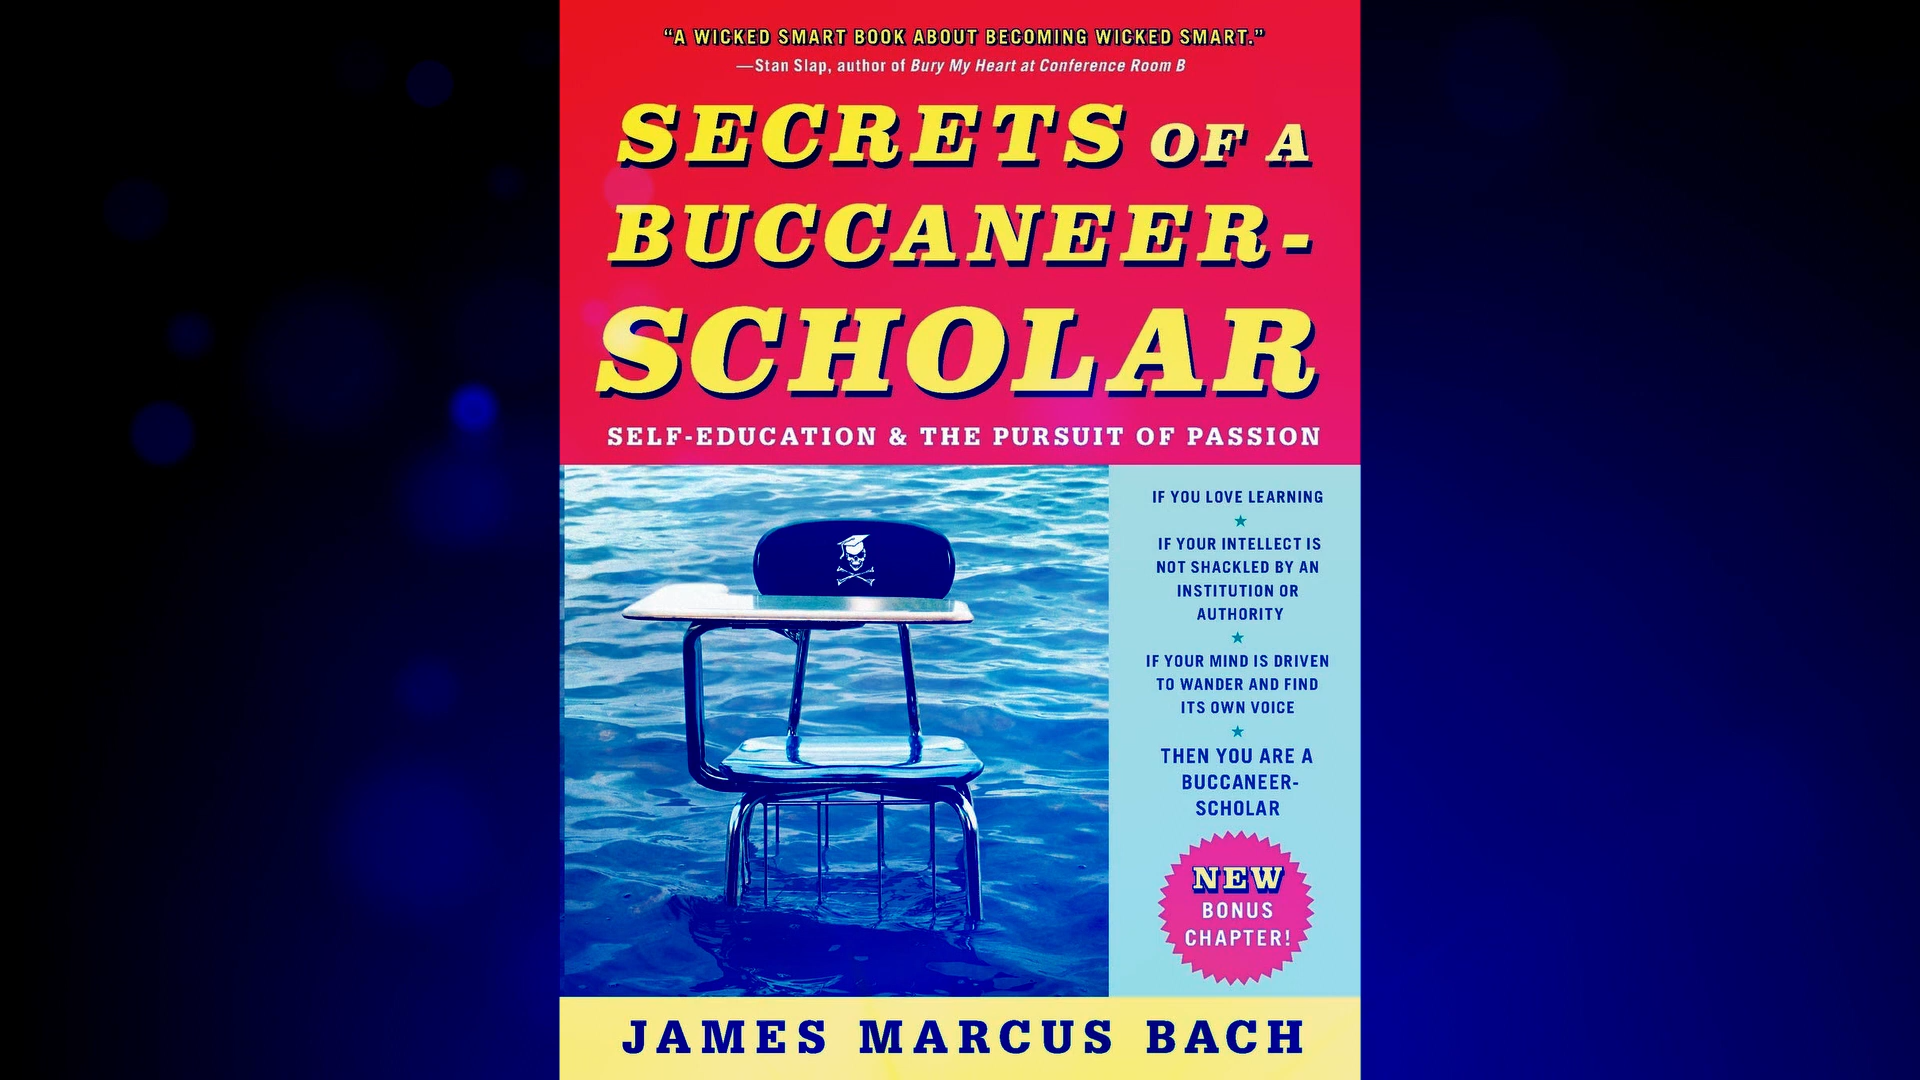 “A WICKED SMART BOOK ABOUT BECOMING WICKED SMART.”
—Stan Slap, author of Bury My Heart at Conference Room B
SECRETS OF A
BUCCANEER-
SCHOLAR
SELF-EDUCATION & THE PURSUIT OF PASSION
IF YOU LOVE LEARNING
IF YOUR INTELLECT IS
NOT SHACKLED BY AN
INSTITUTION OR
AUTHORITY
IF YOUR MIND IS DRIVEN
TO WANDER AND FIND
ITS OWN VOICE
THEN YOU ARE A
BUCCANEER-
SCHOLAR
NEW
BONUS
CHAPTER!
JAMES MARCUS BACH